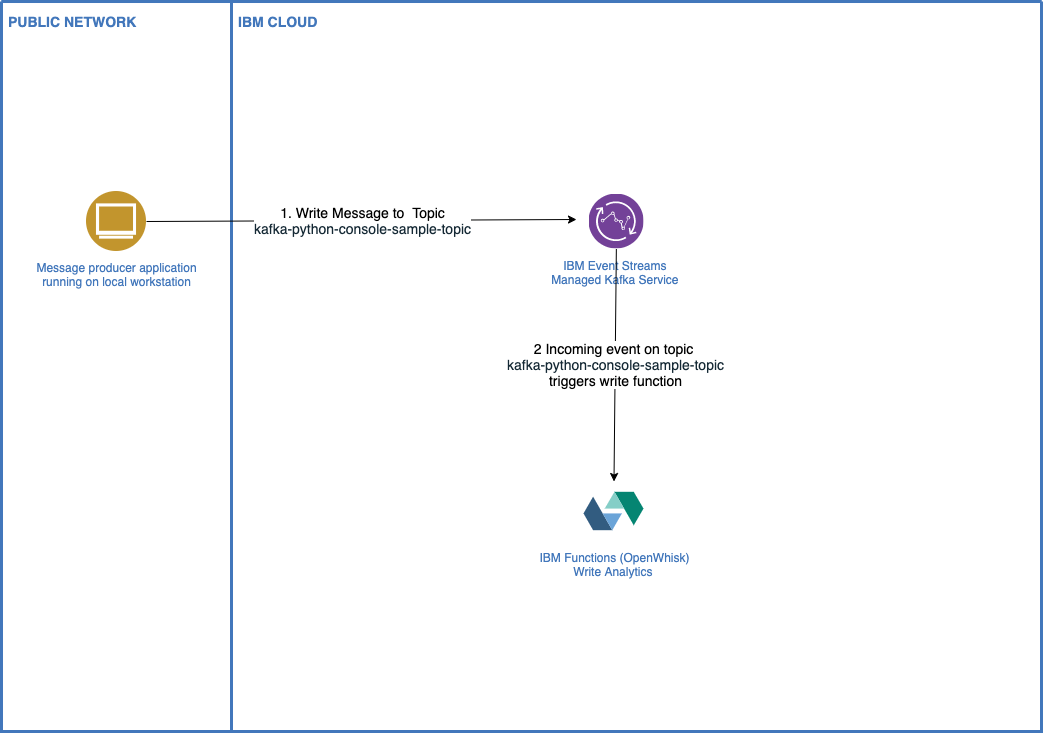 PUBLIC NETWORK
IBM CLOUD
1. Write Message to Topic
kafka-python-console-sample-topic
Message producer application
running on local workstation
IBM Event Streams
Managed Kafka Service
2 Incoming event on topic
kafka-python-console-sample-topic
triggers write function
IBM Functions (OpenWhisk)
Write Analytics